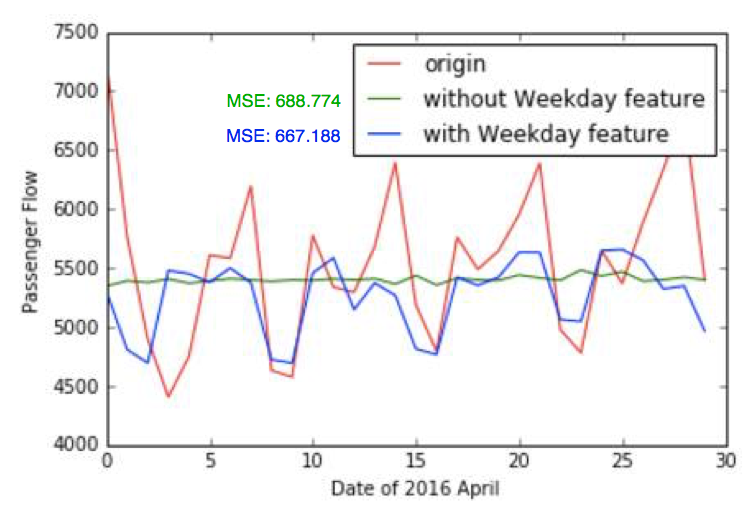 7500
7000
6500
6000
5500
5000
4500
4000
Passenger Flow
origin
without Weekday feature
with Weekday feature
MSE: 688.774
MSE: 667.188
0 5 10 15 20 25 30
Date of 2016 April